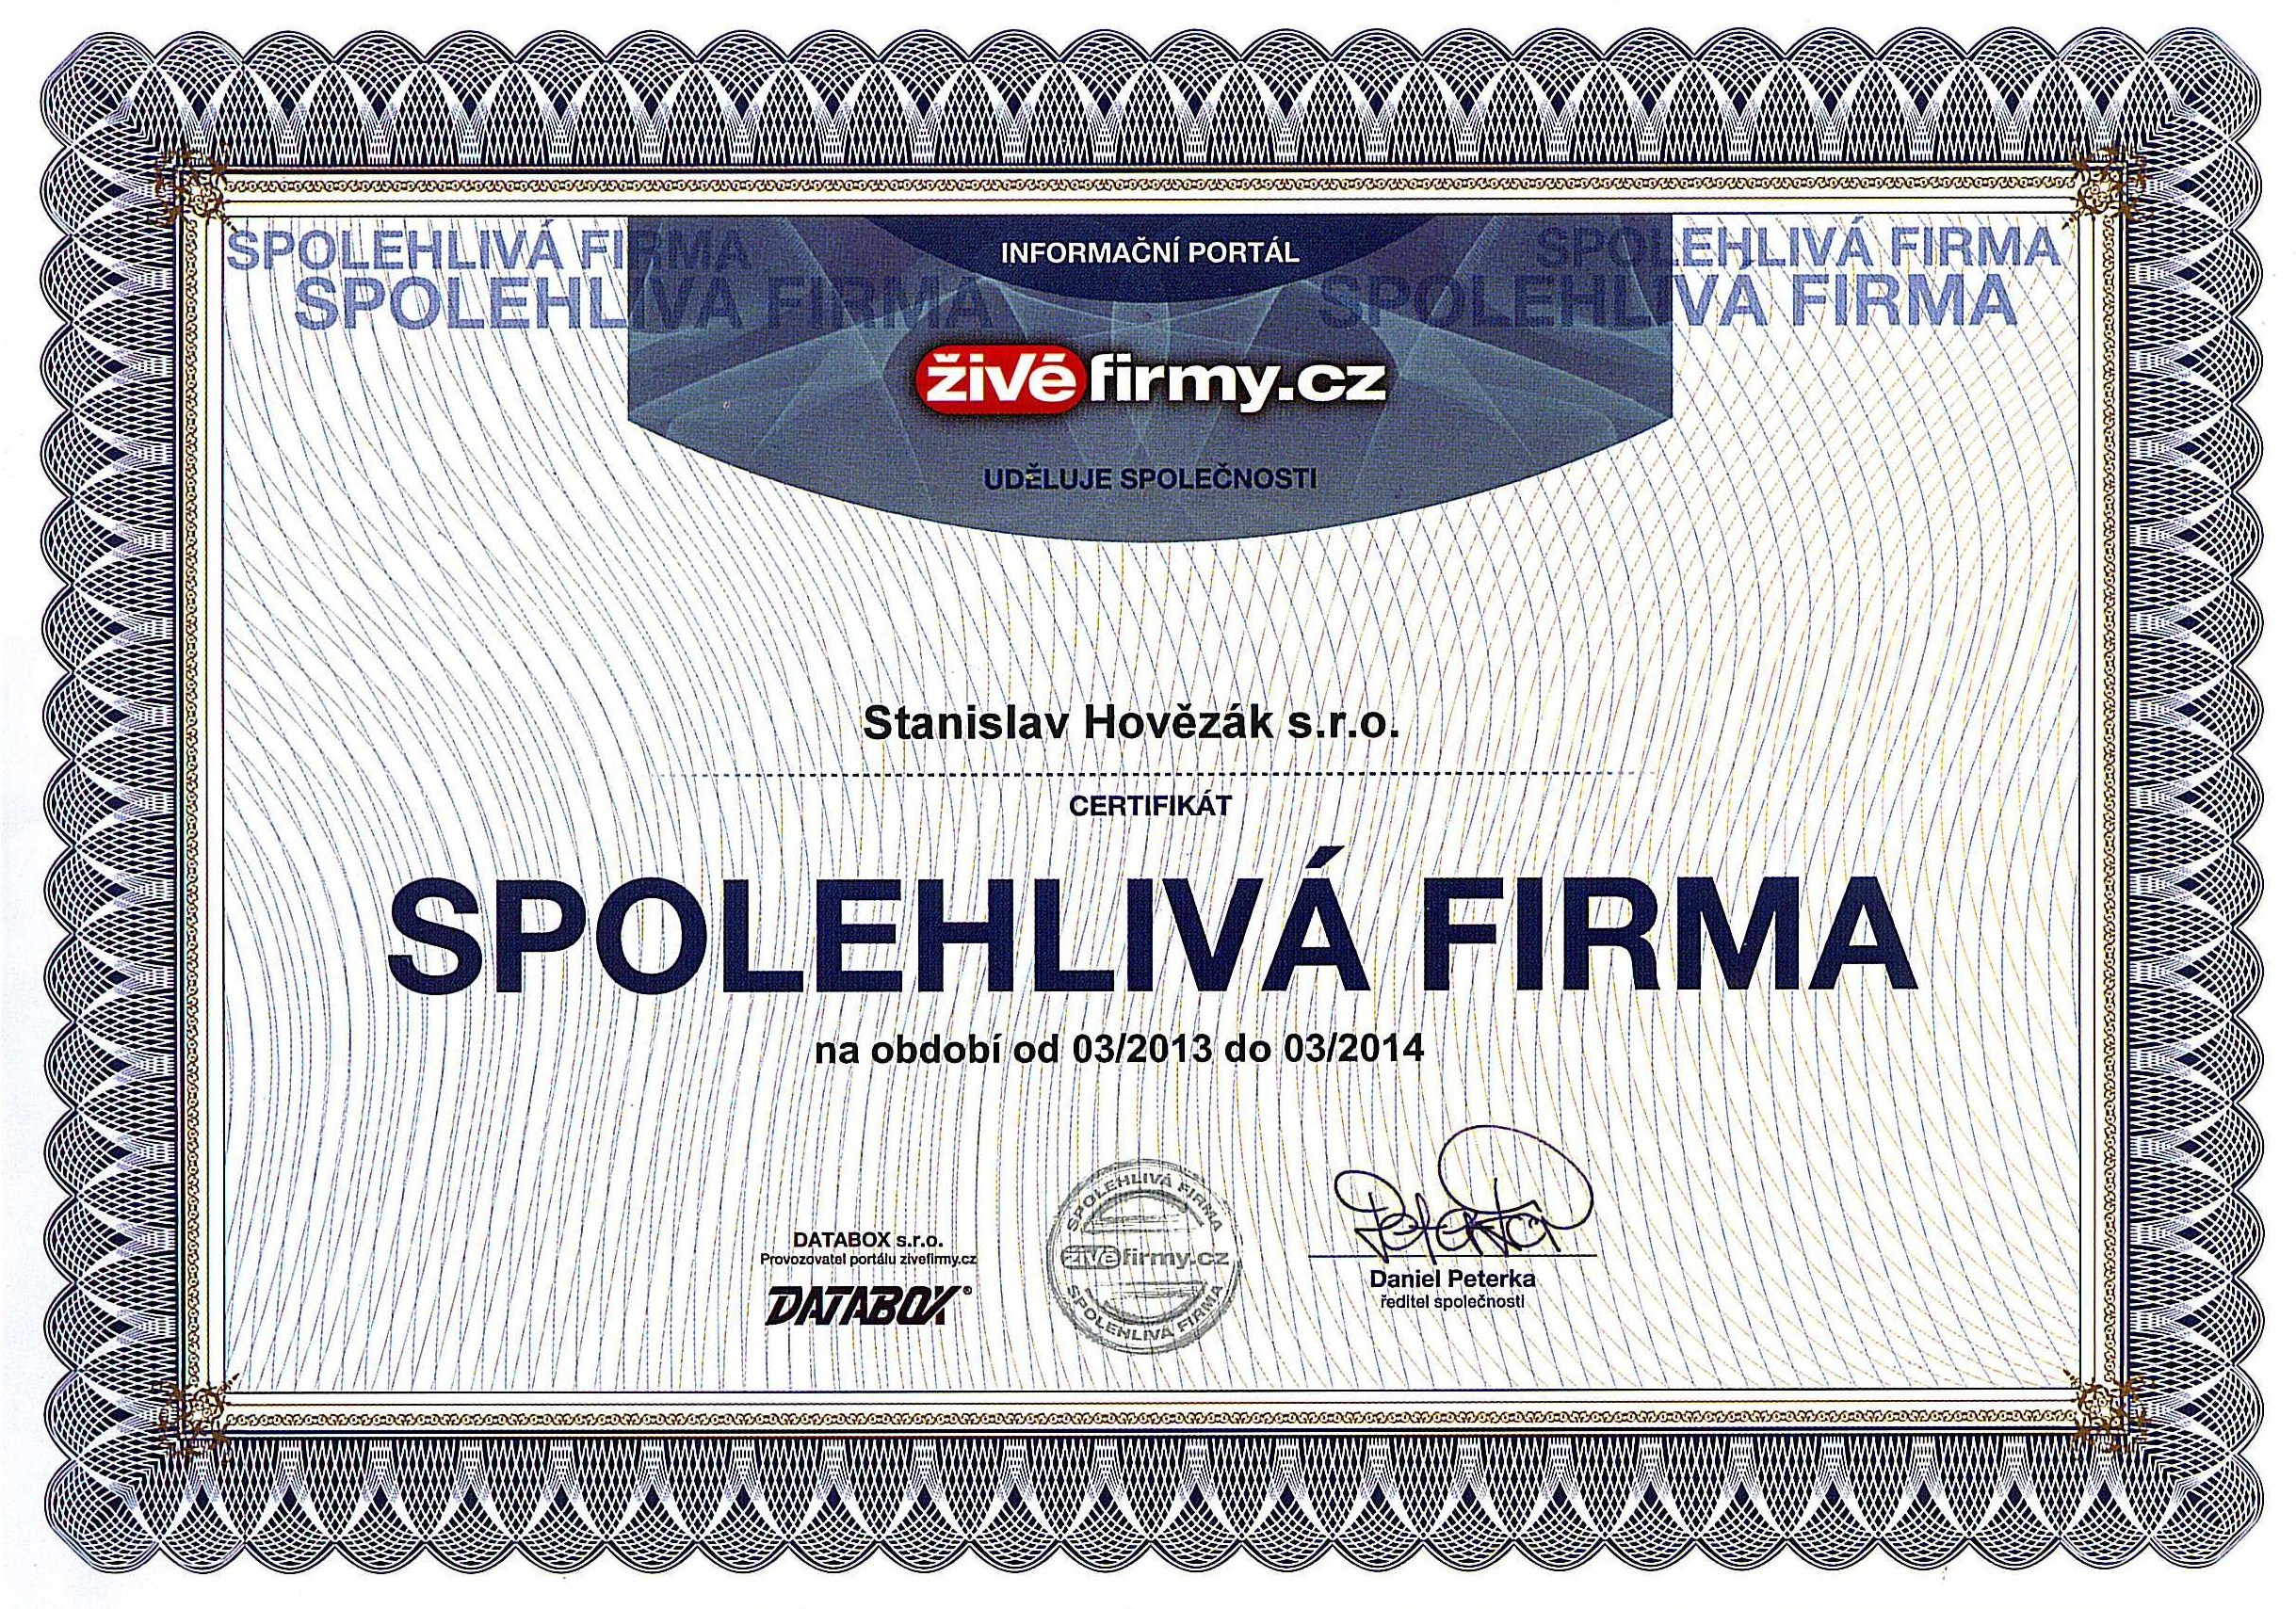 SPOLEHLIVÁ FIRMA
SPOLEHLIVÁ FIRMA
INFORMAČNÍ PORTÁL
SPOLEHLIVÁ FIRMA
SPOLEHLIVÁ FIRMA
živéfirmy.cz
UDĚLUJE SPOLEČNOSTI
Stanislav Hovězák s.r.o.
CERTIFIKÁT
SPOLEHLIVÁ FIRMA
na období od 03/2013 do 03/2014
DATABOX s.r.o.
Provozovatel portálu zivefirmy.cz
DATABOX®
SPOLEHLIVÁ FIRMA
živéfirmy.cz
SPOLEHLIVÁ FIRMA
Peterka
Daniel Peterka
ředitel společnosti